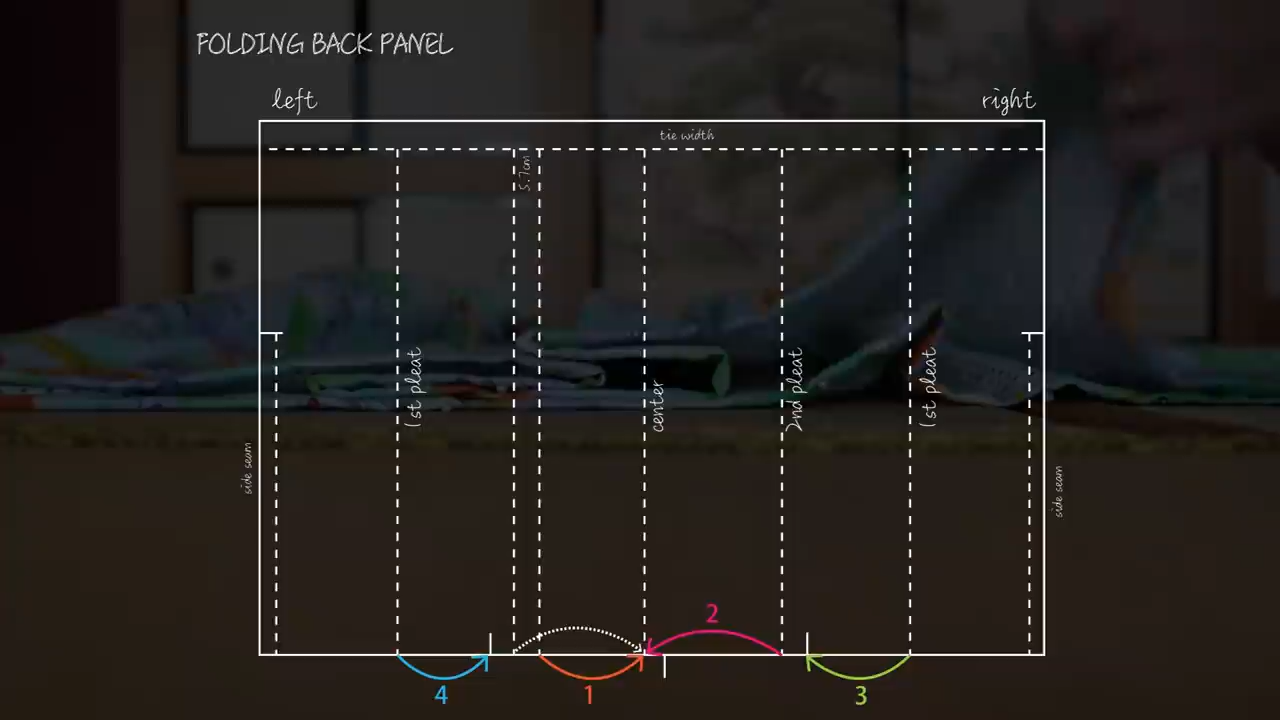 FOLDING BACK PANEL
left
right
tie width
5.7cm
1st pleat
center
2nd pleat
1st pleat
side seam
side seam
2
4
1
3